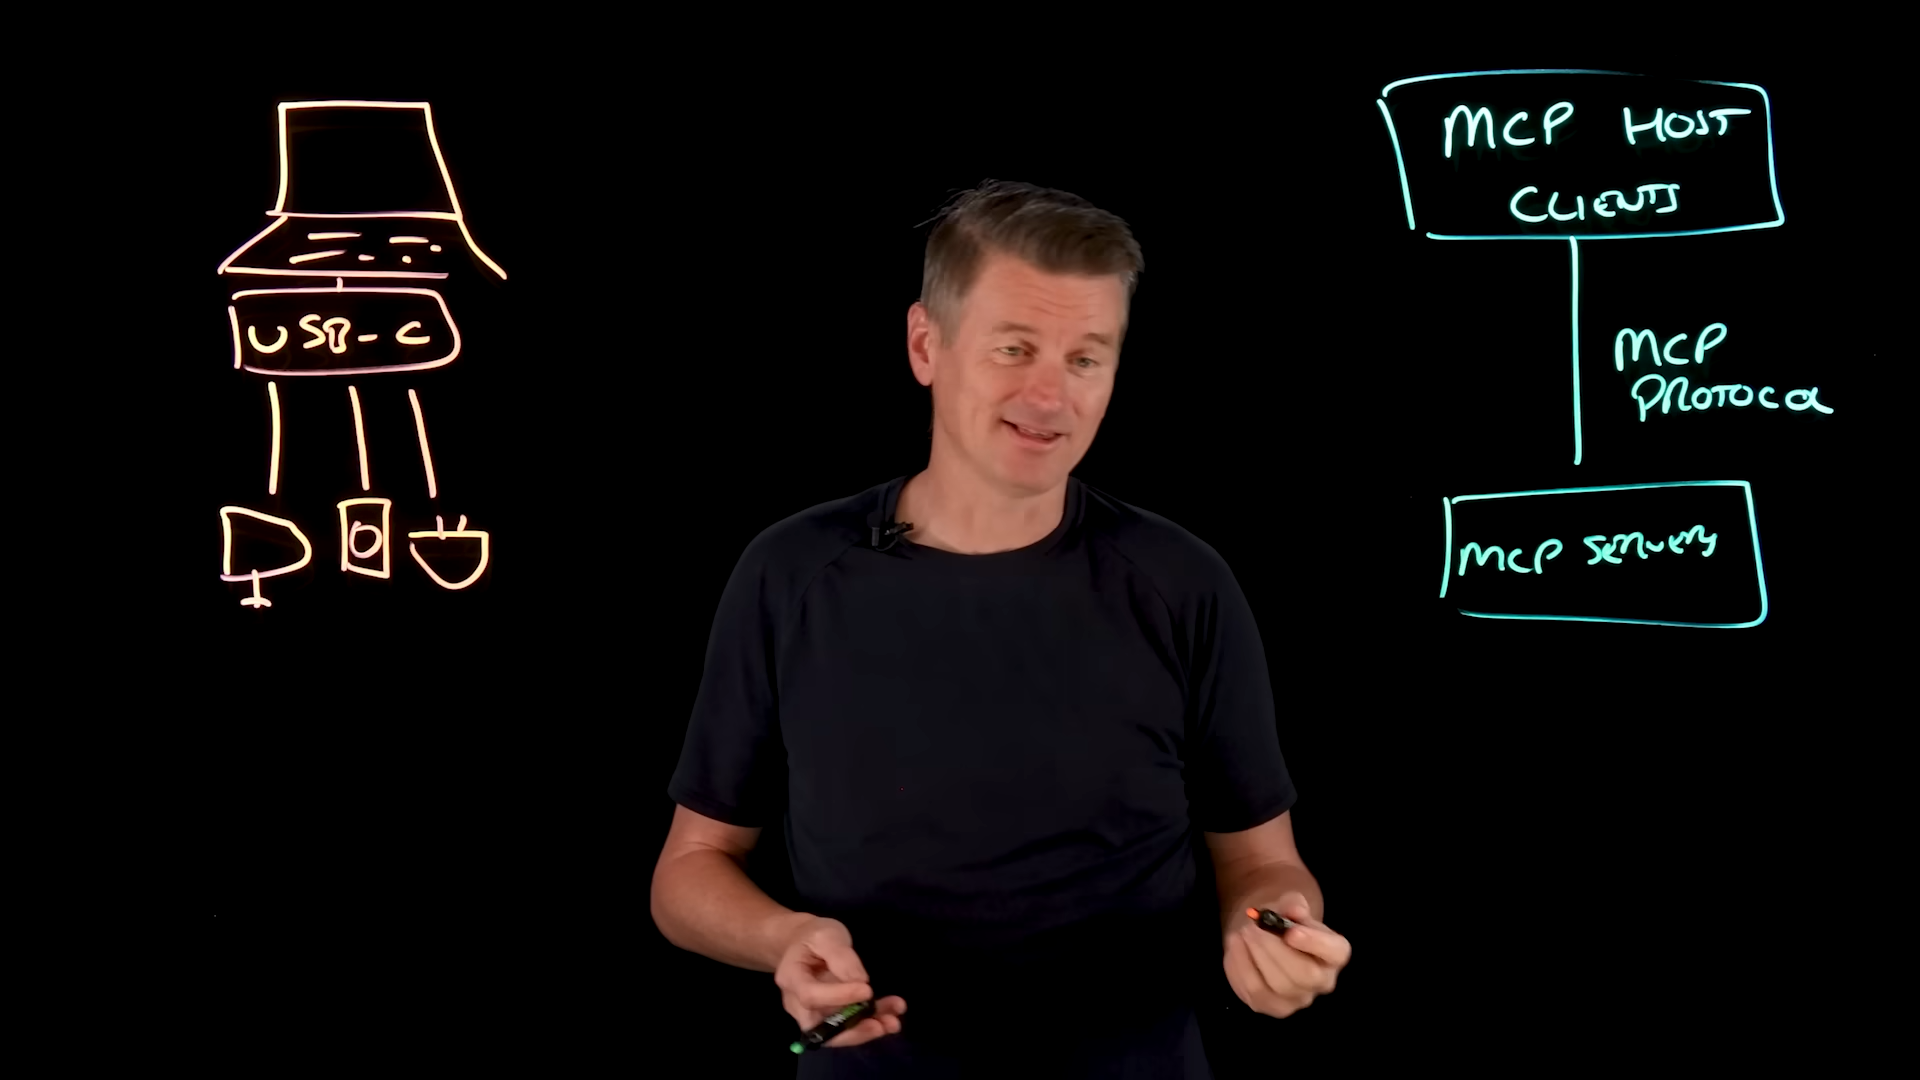 USB-C
MCP HOST
CLIENTS
MCP
PROTOCOL
MCP SERVERS